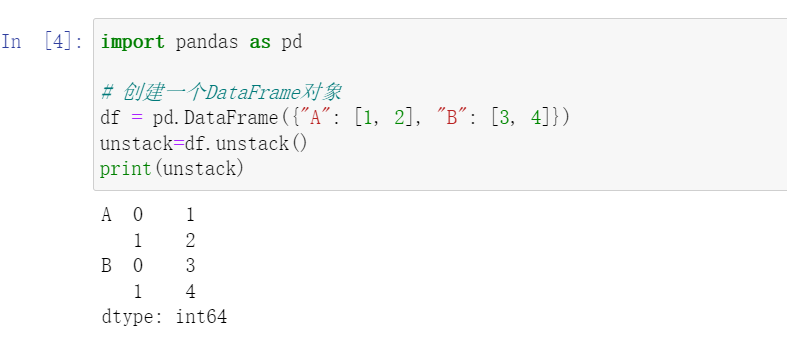 In [4]: import pandas as pd
# 创建一个DataFrame对象
df = pd.DataFrame({"A": [1, 2], "B": [3, 4]})
unstack=df.unstack()
print(unstack)
A  0    1
   1    2
B  0    3
   1    4
dtype: int64